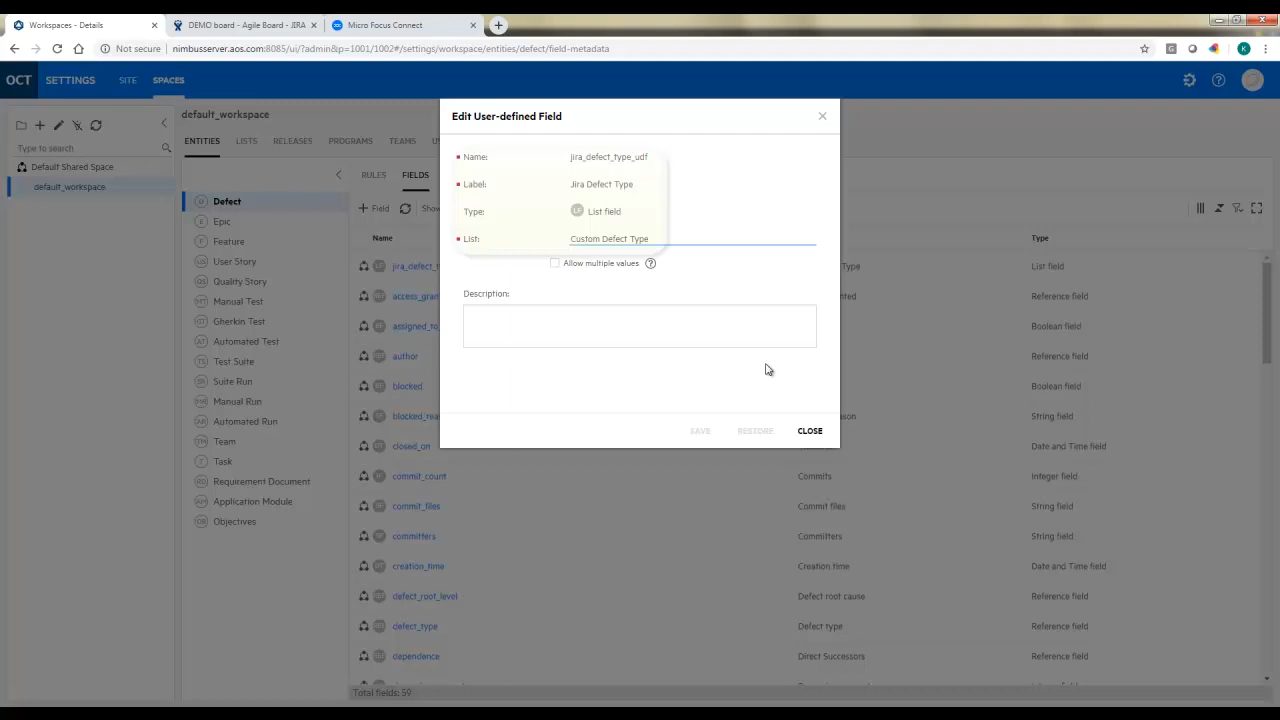 Workspaces - Details
DEMO board - Agile Board - JIRA
Micro Focus Connect
Not secure
nimbusserver.aos.com:8085/ui/?admin&p=1001/1002#/settings/workspace/entities/defect/field-metadata
K
OCT SETTINGS SITE SPACES
default_workspace
Type to search
Default Shared Space
default_workspace
ENTITIES LISTS RELEASES PROGRAMS TEAMS
RULES FIELDS
Field
Name Type
Defect
Epic
Feature
User Story
Quality Story
Manual Test
Gherkin Test
Automated Test
Test Suite
Suite Run
Manual Run
Automated Run
Team
Task
Requirement Document
Application Module
Objectives
Edit User-defined Field
Name: jira_defect_type_udf
Label: Jira Defect Type
Type: LF List field
List: Custom Defect Type
Allow multiple values
Description:
SAVE RESTORE CLOSE
Type List field
Reference field
Boolean field
author Reference field
blocked Boolean field
String field
closed_on Date and Time field
commit_count Commits Integer field
commit_files Commit files String field
committers Committers String field
creation_time Creation time Date and Time field
defect_root_level Defect root cause Reference field
defect_type Defect type Reference field
dependence Direct Successors Reference field
Total fields: 59